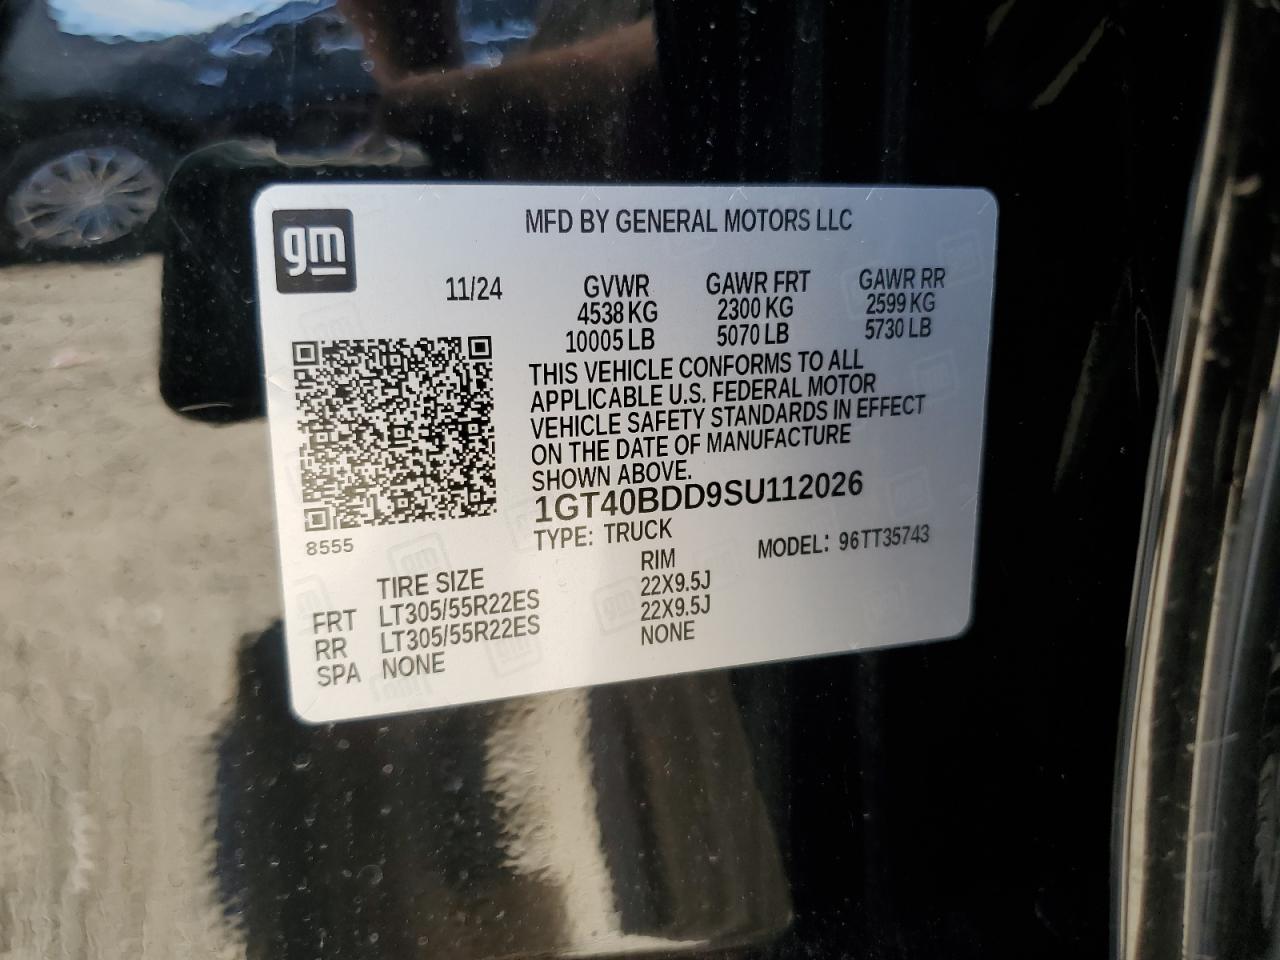 gm
MFD BY GENERAL MOTORS LLC
11/24 GVWR GAWR FRT GAWR RR
4538 KG 2300 KG 2599 KG
10005 LB 5070 LB 5730 LB
THIS VEHICLE CONFORMS TO ALL
APPLICABLE U.S. FEDERAL MOTOR
VEHICLE SAFETY STANDARDS IN EFFECT
ON THE DATE OF MANUFACTURE
SHOWN ABOVE.
1GT40BDD9SU112026
8555
TYPE: TRUCK MODEL: 96TT35743
TIRE SIZE RIM
FRT LT305/55R22ES 22X9.5J
RR LT305/55R22ES 22X9.5J
SPA NONE NONE